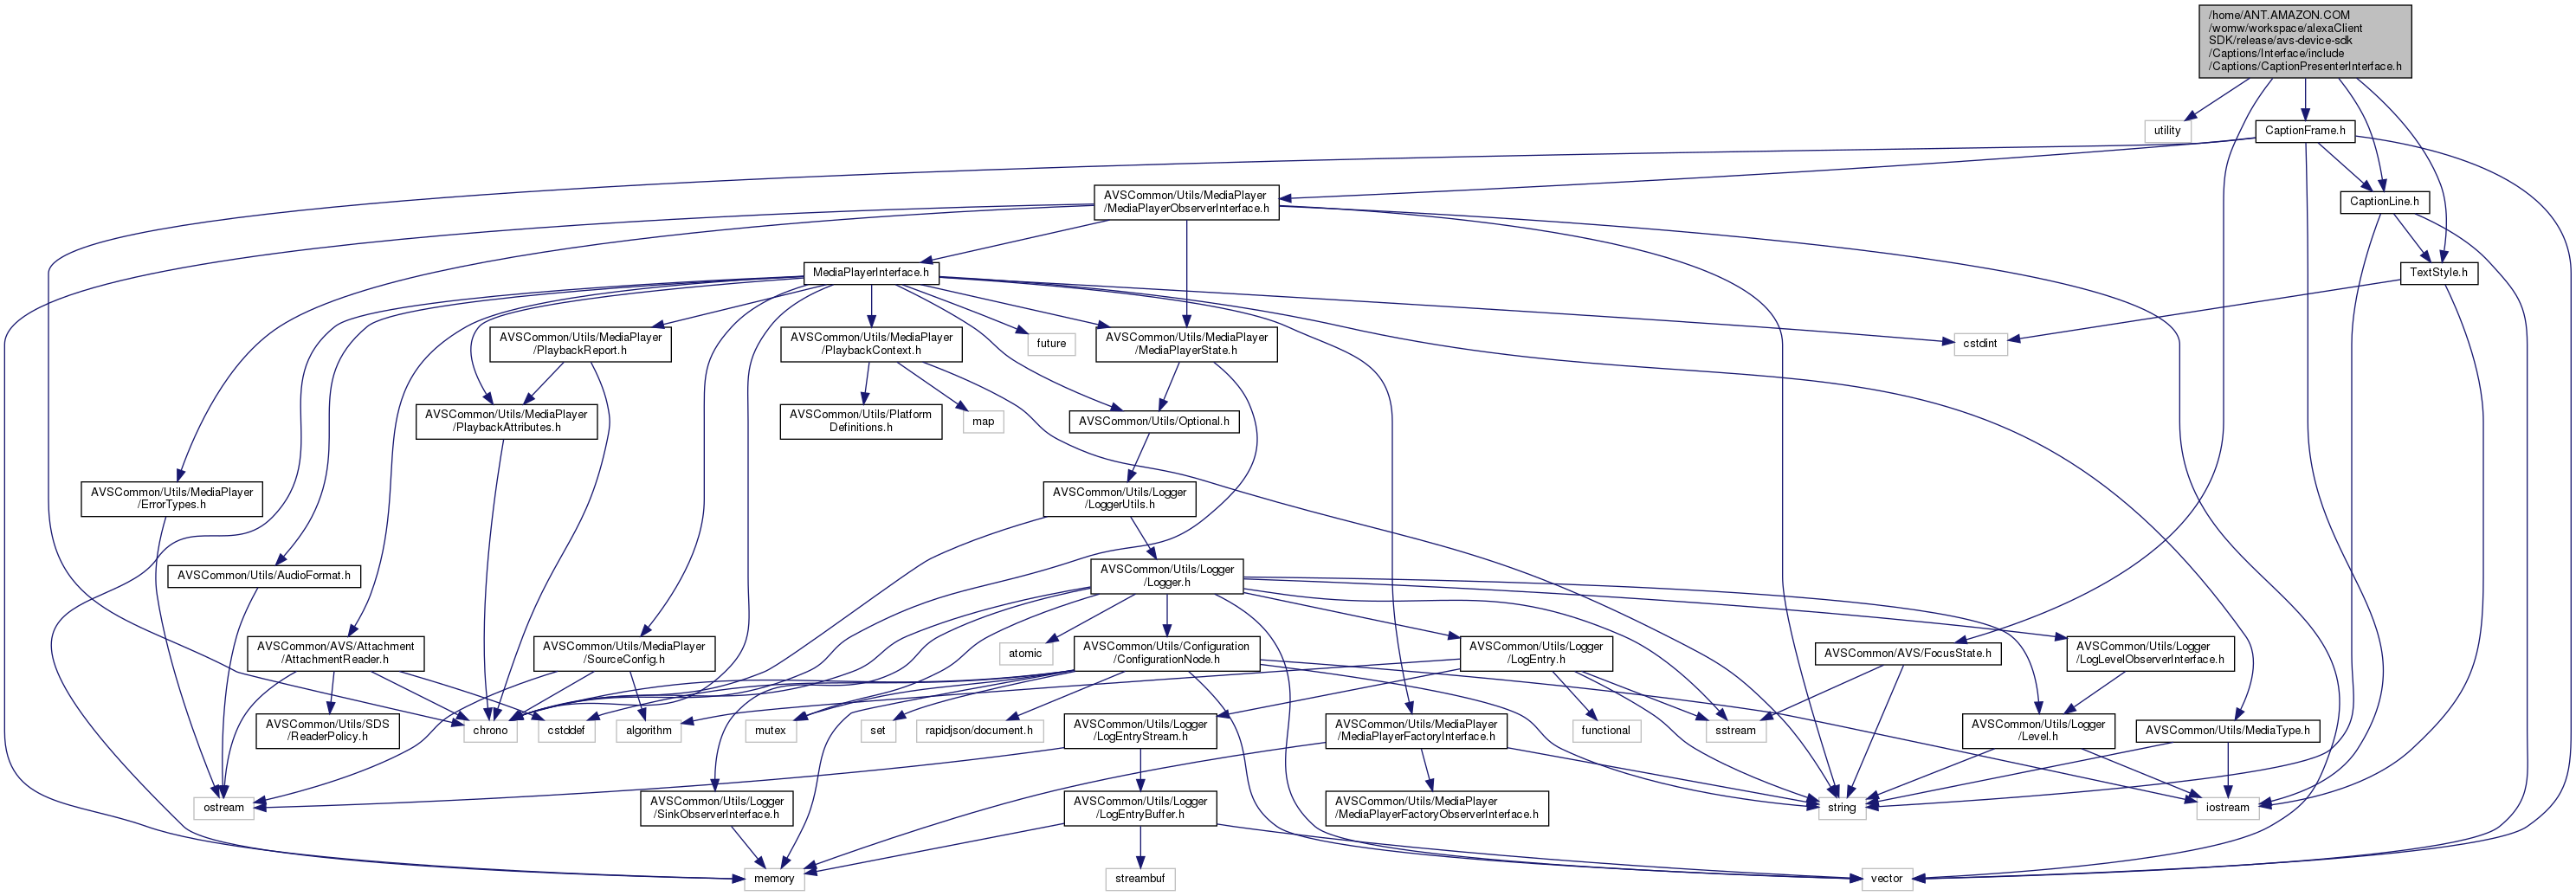 /home/ANT.AMAZON.COM
/womw/workspace/alexaClient
SDK/release/avs-device-sdk
/Captions/Interface/include
/Captions/CaptionPresenterInterface.h
utility
CaptionFrame.h
AVSCommon/Utils/MediaPlayer
/MediaPlayerObserverInterface.h
CaptionLine.h
MediaPlayerInterface.h
TextStyle.h
AVSCommon/Utils/MediaPlayer
/PlaybackReport.h
AVSCommon/Utils/MediaPlayer
/PlaybackContext.h
future
AVSCommon/Utils/MediaPlayer
/MediaPlayerState.h
cstdint
AVSCommon/Utils/MediaPlayer
/PlaybackAttributes.h
AVSCommon/Utils/Platform
Definitions.h
map
AVSCommon/Utils/Optional.h
AVSCommon/Utils/MediaPlayer
/ErrorTypes.h
AVSCommon/Utils/Logger
/LoggerUtils.h
AVSCommon/Utils/AudioFormat.h
AVSCommon/Utils/Logger
/Logger.h
AVSCommon/AVS/Attachment
/AttachmentReader.h
AVSCommon/Utils/MediaPlayer
/SourceConfig.h
atomic
AVSCommon/Utils/Configuration
/ConfigurationNode.h
AVSCommon/Utils/Logger
/LogEntry.h
AVSCommon/AVS/FocusState.h
AVSCommon/Utils/Logger
/LogLevelObserverInterface.h
AVSCommon/Utils/SDS
/ReaderPolicy.h
chrono
cstddef
algorithm
mutex
set
rapidjson/document.h
AVSCommon/Utils/Logger
/LogEntryStream.h
AVSCommon/Utils/MediaPlayer
/MediaPlayerFactoryInterface.h
functional
sstream
AVSCommon/Utils/Logger
/Level.h
AVSCommon/Utils/MediaType.h
ostream
AVSCommon/Utils/Logger
/SinkObserverInterface.h
AVSCommon/Utils/Logger
/LogEntryBuffer.h
AVSCommon/Utils/MediaPlayer
/MediaPlayerFactoryObserverInterface.h
string
iostream
memory
streambuf
vector